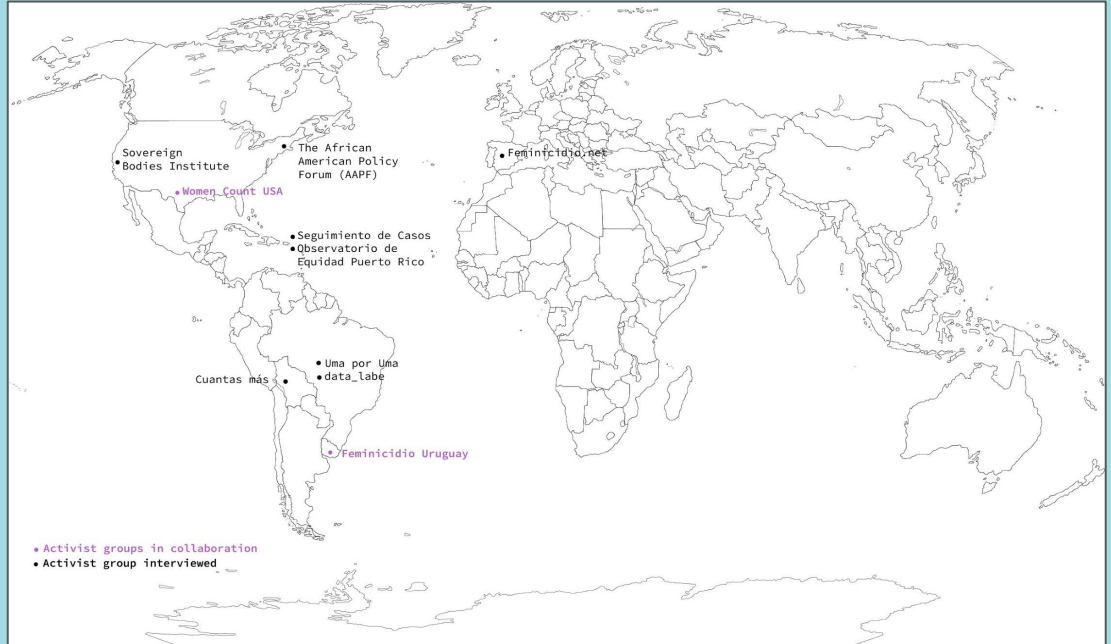 Sovereign
Bodies Institute
The African
American Policy
Forum (AAPF)
Feminicidio.net
Women Count USA
Seguimiento de Casos
Observatorio de
Equidad Puerto Rico
Uma por Uma
data_labe
Cuantas más
Feminicidio Uruguay
Activist groups in collaboration
Activist group interviewed